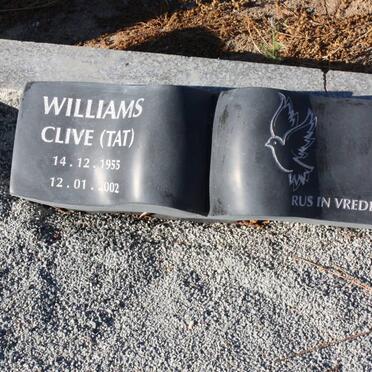 WILLIAMS
CLIVE (TAT)
14.12.1955
12.01.2002
RUS IN VREDE